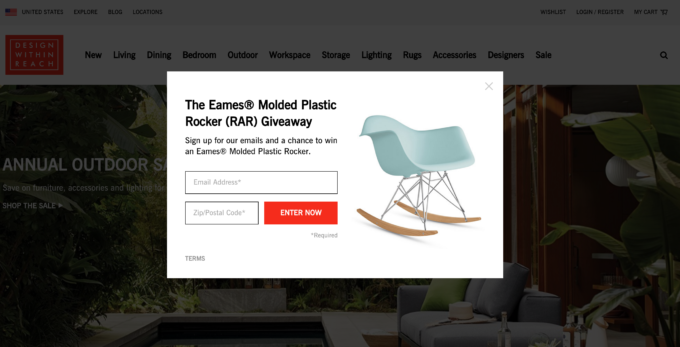 UNITED STATES EXPLORE BLOG LOCATIONS WISHLIST LOGIN / REGISTER MY CART
DESIGN
WITHIN
REACH
New Living Dining Bedroom Outdoor Workspace Storage Lighting Rugs Accessories Designers Sale
The Eames® Molded Plastic
Rocker (RAR) Giveaway
Sign up for our emails and a chance to win
an Eames® Molded Plastic Rocker.
Email Address*
Zip/Postal Code* ENTER NOW
*Required
TERMS
ANNUAL OUTDOOR SA
Save on furniture, accessories and lighting for
SHOP THE SALE